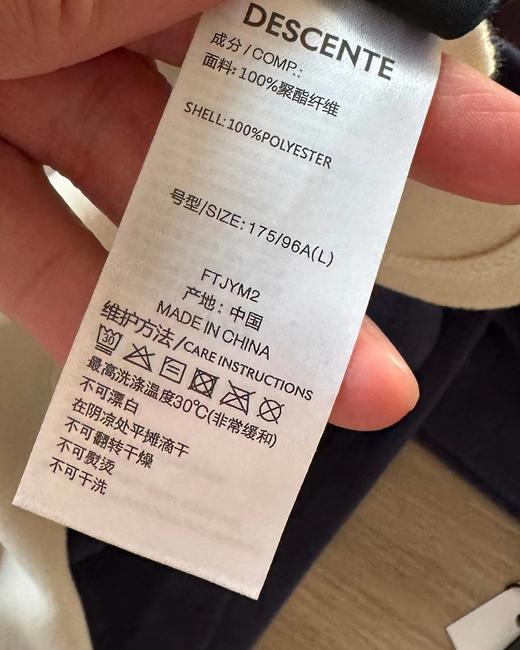 DESCENTE
成分/COMP.:
面料: 100%聚酯纤维
SHELL:100%POLYESTER
号型/SIZE: 175/96A(L)
FTJYM2
产地: 中国
MADE IN CHINA
维护方法/CARE INSTRUCTIONS
30
最高洗涤温度30℃(非常缓和)
不可漂白
在阴凉处平摊滴干
不可翻转干燥
不可熨烫
不可干洗